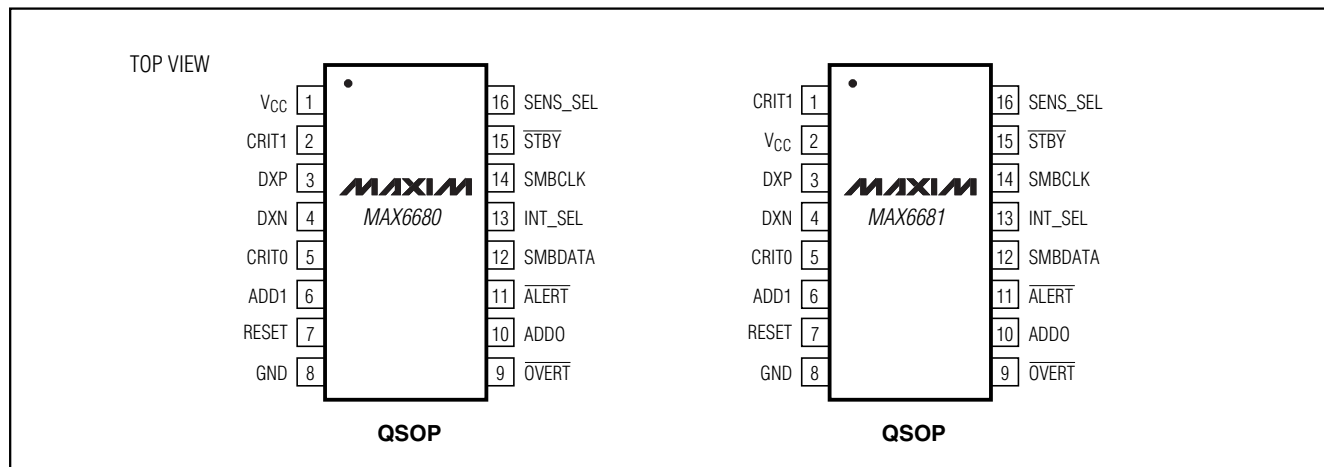 TOP VIEW
VCC 1
CRIT1 2
DXP 3
DXN 4
CRIT0 5
ADD1 6
RESET 7
GND 8
MAXIM
MAX6680
16 SENS_SEL
15 STBY
14 SMBCLK
13 INT_SEL
12 SMBDATA
11 ALERT
10 ADDO
9 OVERT
QSOP
CRIT1 1
VCC 2
DXP 3
DXN 4
CRIT0 5
ADD1 6
RESET 7
GND 8
MAXIM
MAX6681
16 SENS_SEL
15 STBY
14 SMBCLK
13 INT_SEL
12 SMBDATA
11 ALERT
10 ADDO
9 OVERT
QSOP